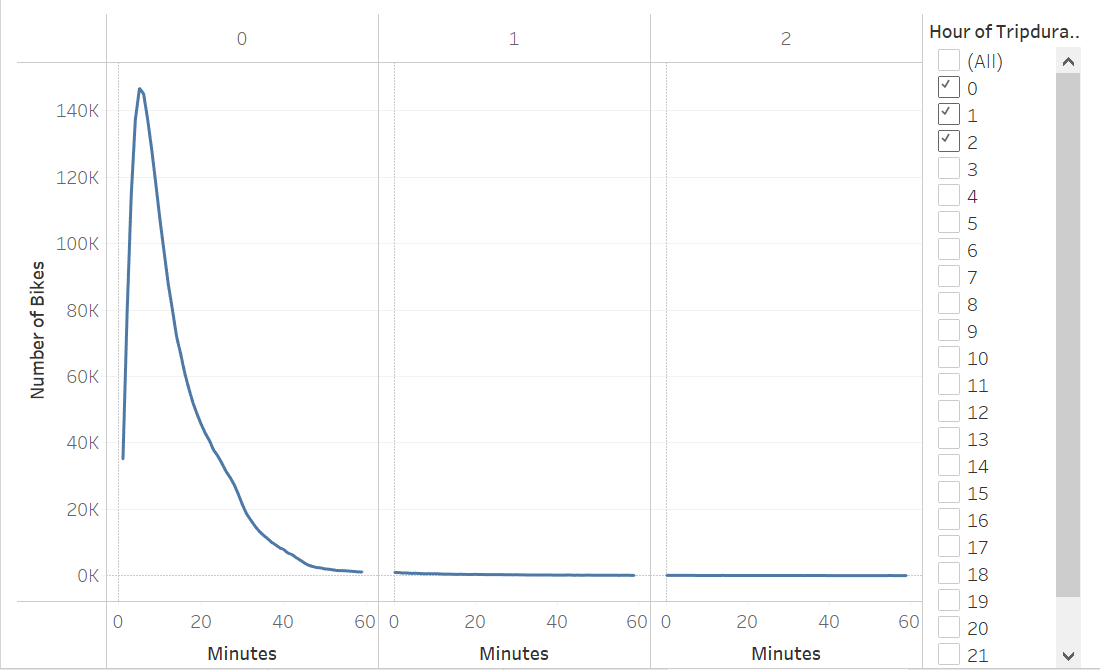 0 1 2
Hour of Tripdura..
(All)
0
1
2
3
4
5
6
7
8
9
10
11
12
13
14
15
16
17
18
19
20
21
Number of Bikes
140K
120K
100K
80K
60K
40K
20K
0K
0 20 40 60 0 20 40 60 0 20 40 60
Minutes Minutes Minutes